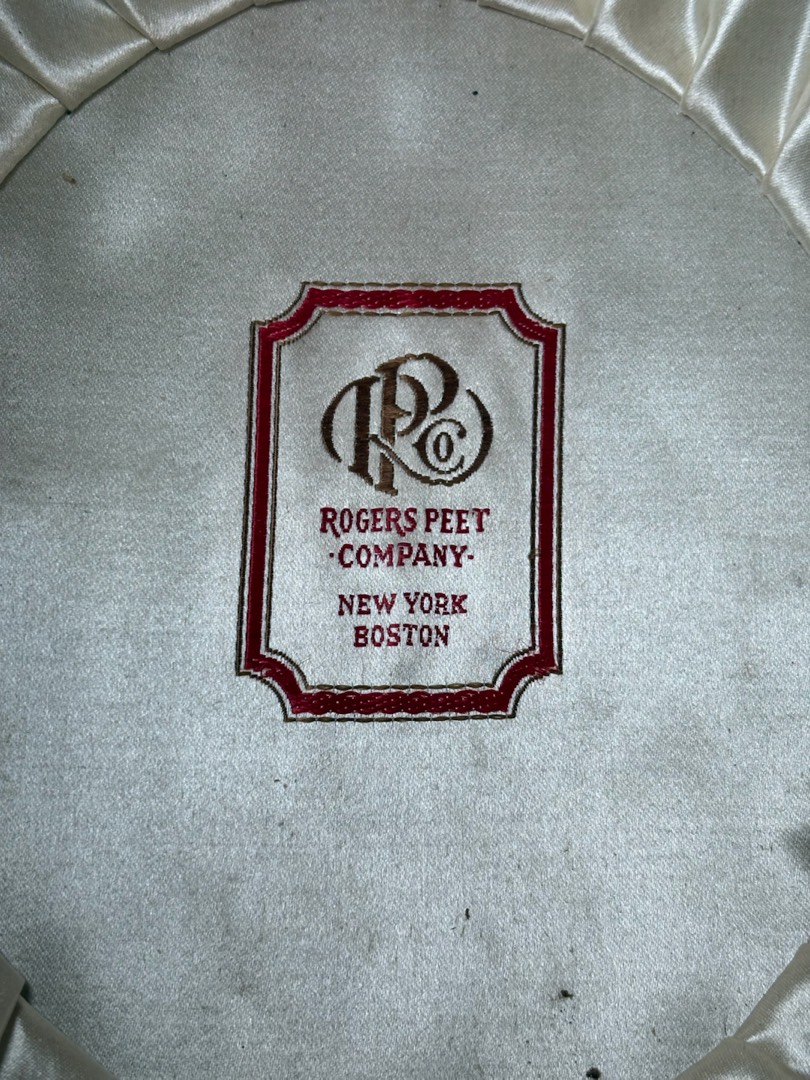 RPCo
ROGERS PEET
·COMPANY·
NEW YORK
BOSTON